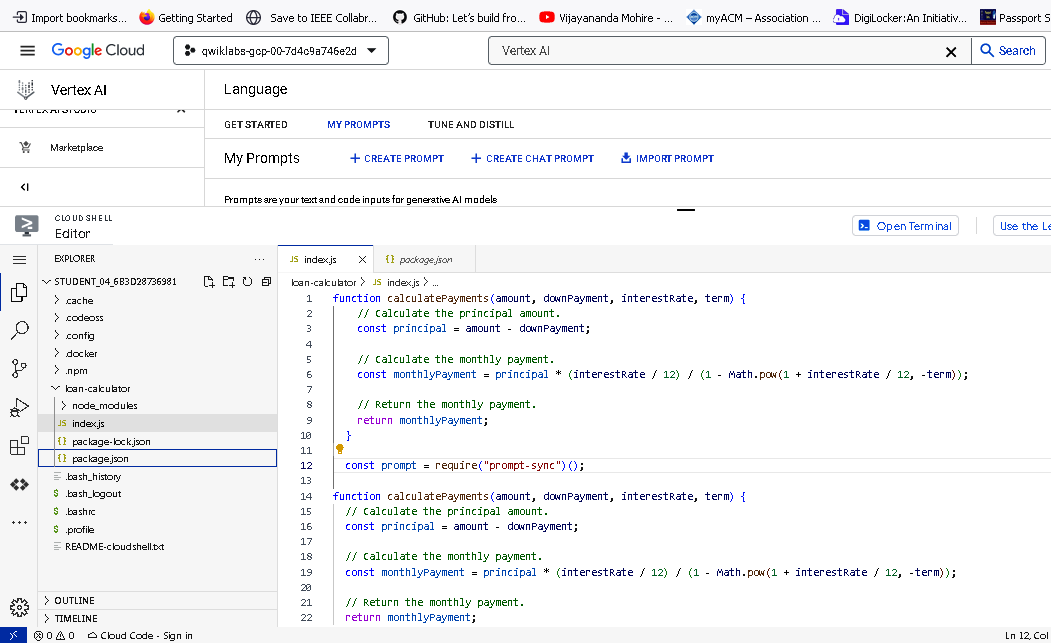 Import bookmarks... Getting Started Save to IEEE Collabr... GitHub: Let's build fro... Vijayananda Mohire - ... myACM – Association ... DigiLocker:An Initiativ... Passport S
Google Cloud qwiklabs-gcp-00-7d4c9a746e2d Vertex AI Search
Vertex AI Language
VERTEX AI STUDIO
GET STARTED MY PROMPTS TUNE AND DISTILL
Marketplace
My Prompts CREATE PROMPT CREATE CHAT PROMPT IMPORT PROMPT
Prompts are your text and code inputs for generative AI models
CLOUD SHELL
Editor Open Terminal Use the Le
EXPLORER ... JS index.js {} package.json
STUDENT_04_6B3D28736981
loan-calculator > JS index.js > ...
.cache
.codeoss
.config
.docker
.npm
loan-calculator
node_modules
JS index.js
{} package-lock.json
{} package.json
.bash_history
$ .bash_logout
$ .bashrc
$ .profile
README-cloudshell.txt
OUTLINE
TIMELINE
1 function calculatePayments(amount, downPayment, interestRate, term) {
2 // Calculate the principal amount.
3 const principal = amount - downPayment;
4
5 // Calculate the monthly payment.
6 const monthlyPayment = principal * (interestRate / 12) / (1 - Math.pow(1 + interestRate / 12, -term));
7
8 // Return the monthly payment.
9 return monthlyPayment;
10 }
11
12 const prompt = require("prompt-sync")();
13
14 function calculatePayments(amount, downPayment, interestRate, term) {
15 // Calculate the principal amount.
16 const principal = amount - downPayment;
17
18 // Calculate the monthly payment.
19 const monthlyPayment = principal * (interestRate / 12) / (1 - Math.pow(1 + interestRate / 12, -term));
20
21 // Return the monthly payment.
22 return monthlyPayment;
0 0 Cloud Code - Sign in Ln 12, Col